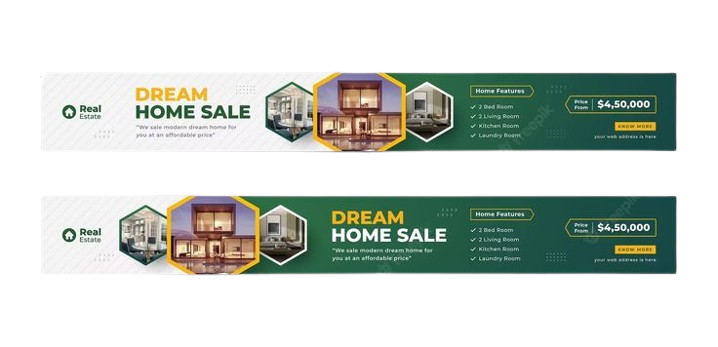 Real
Estate
DREAM
HOME SALE
"We sale modern dream home for
you at an affordable price"
Home Features
2 Bed Room
2 Living Room
Kitchen Room
Laundry Room
Price
From
$4,50,000
KNOW MORE
your web address is here
Real
Estate
DREAM
HOME SALE
"We sale modern dream home for
you at an affordable price"
Home Features
2 Bed Room
2 Living Room
Kitchen Room
Laundry Room
Price
From
$4,50,000
KNOW MORE
your web address is here